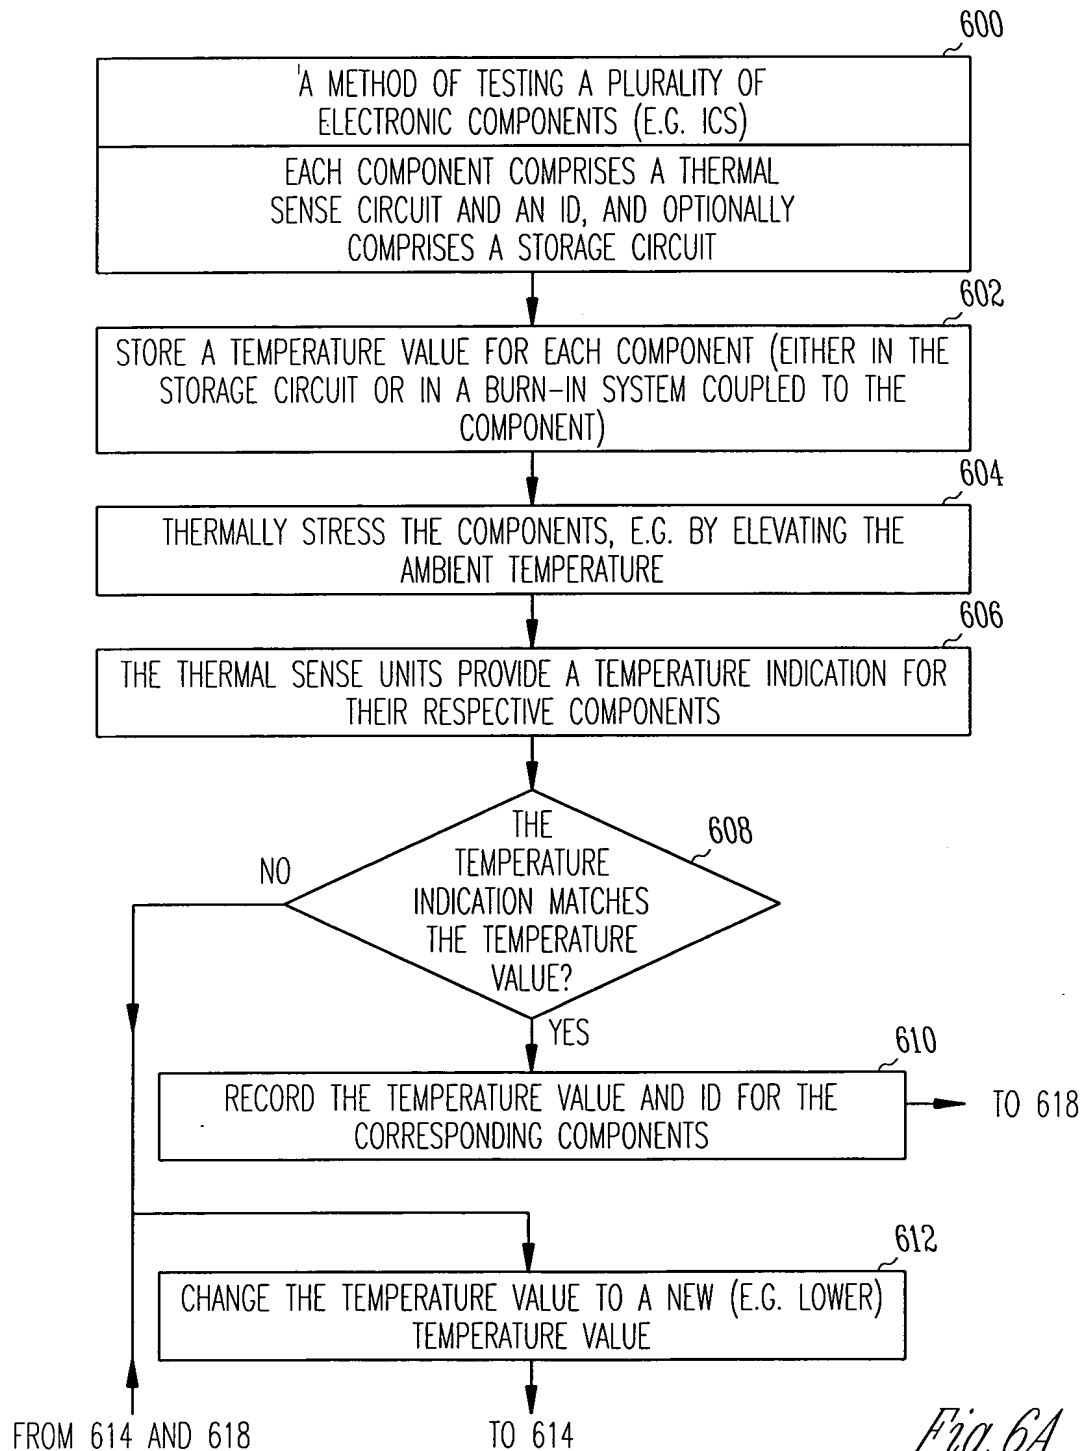 600
A METHOD OF TESTING A PLURALITY OF
ELECTRONIC COMPONENTS (E.G. ICS)
EACH COMPONENT COMPRISES A THERMAL
SENSE CIRCUIT AND AN ID, AND OPTIONALLY
COMPRISES A STORAGE CIRCUIT
602
STORE A TEMPERATURE VALUE FOR EACH COMPONENT (EITHER IN THE
STORAGE CIRCUIT OR IN A BURN-IN SYSTEM COUPLED TO THE
COMPONENT)
604
THERMALLY STRESS THE COMPONENTS, E.G. BY ELEVATING THE
AMBIENT TEMPERATURE
606
THE THERMAL SENSE UNITS PROVIDE A TEMPERATURE INDICATION FOR
THEIR RESPECTIVE COMPONENTS
608
THE
TEMPERATURE
INDICATION MATCHES
THE TEMPERATURE
VALUE?
NO
YES
610
RECORD THE TEMPERATURE VALUE AND ID FOR THE
CORRESPONDING COMPONENTS
TO 618
612
CHANGE THE TEMPERATURE VALUE TO A NEW (E.G. LOWER)
TEMPERATURE VALUE
FROM 614 AND 618
TO 614
Fig. 6A